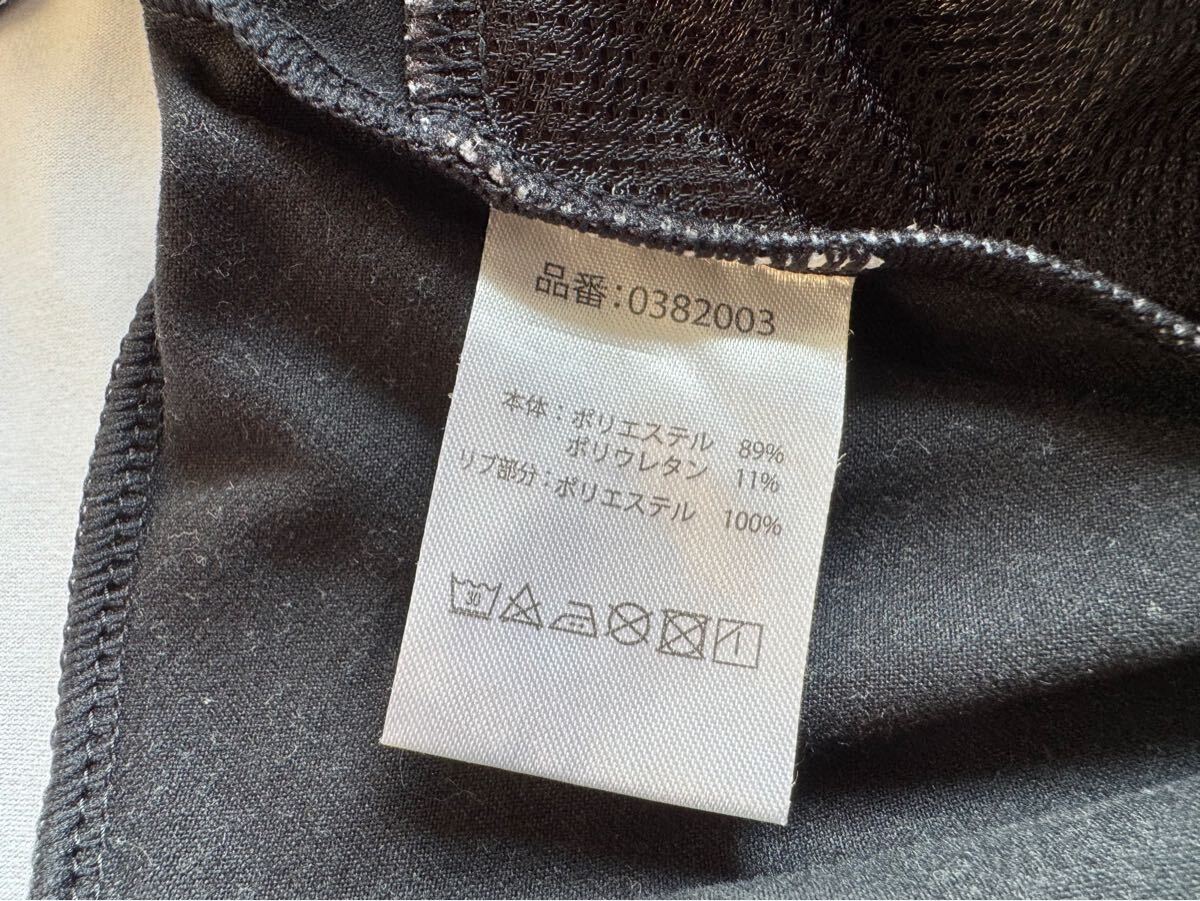 品番:0382003
本体:ポリエステル 89%
ポリウレタン 11%
リブ部分:ポリエステル 100%
30